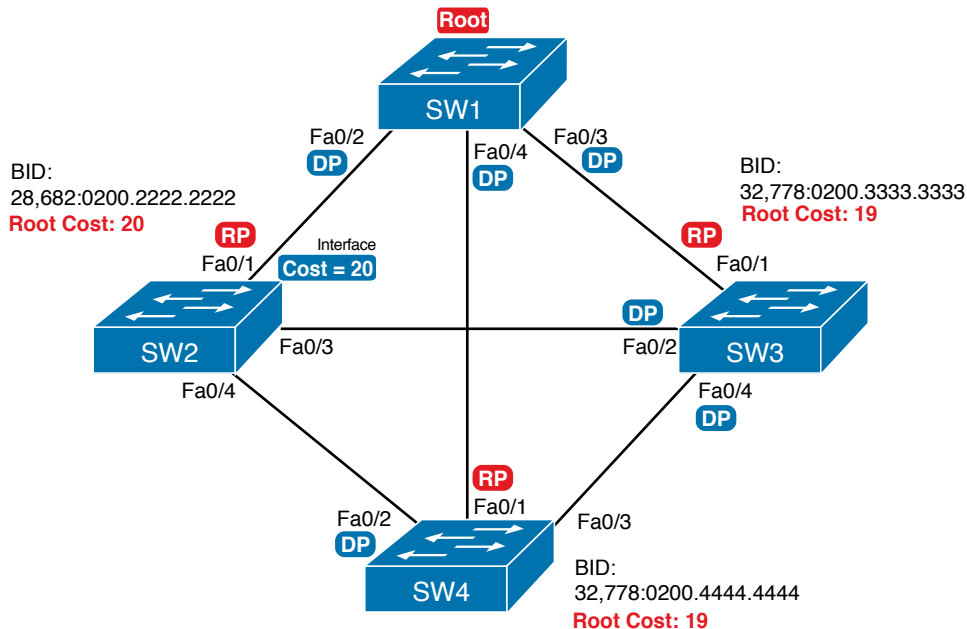 Root
SW1
Fa0/2
DP
Fa0/4
DP
Fa0/3
DP
BID:
28,682:0200.2222.2222
Root Cost: 20
BID:
32,778:0200.3333.3333
Root Cost: 19
RP
Fa0/1
Interface
Cost = 20
RP
Fa0/1
SW2
Fa0/3
Fa0/4
DP
Fa0/2
SW3
Fa0/4
DP
RP
Fa0/1
Fa0/2
DP
Fa0/3
SW4
BID:
32,778:0200.4444.4444
Root Cost: 19